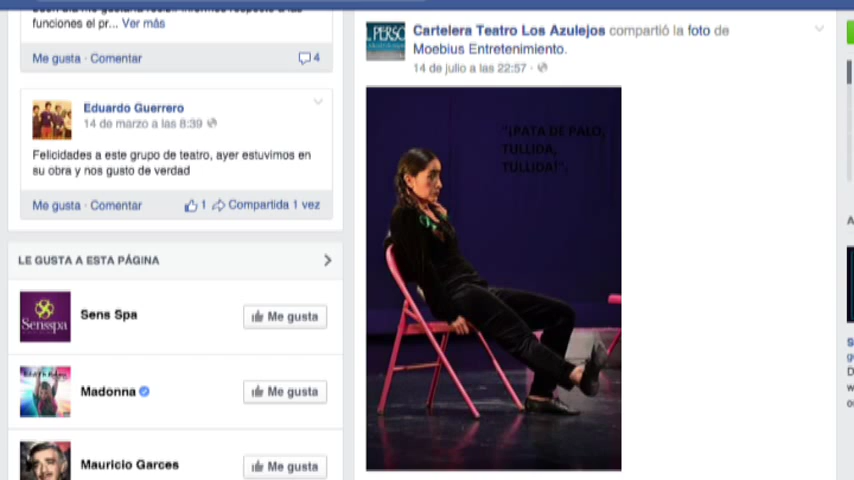 funciones el pr... Ver más
Me gusta · Comentar
4
Eduardo Guerrero
14 de marzo a las 8:39
Felicidades a este grupo de teatro, ayer estuvimos en
su obra y nos gusto de verdad
Me gusta · Comentar
1
Compartida 1 vez
LE GUSTA A ESTA PÁGINA
Sensspa
Sens Spa
Me gusta
Madonna
Me gusta
Mauricio Garces
Me gusta
Cartelera Teatro Los Azulejos compartió la foto de
Moebius Entretenimiento.
14 de julio a las 22:57
"¡PATA DE PALO,
TULLIDA,
TULLIDA!".